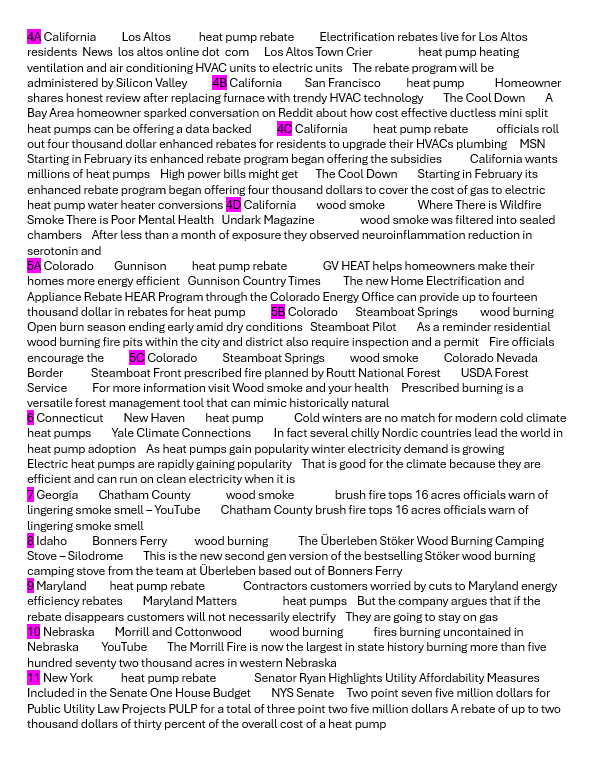 4A California Los Altos heat pump rebate Electrification rebates live for Los Altos
residents News los altos online dot com Los Altos Town Crier heat pump heating
ventilation and air conditioning HVAC units to electric units The rebate program will be
administered by Silicon Valley 4B California San Francisco heat pump Homeowner
shares honest review after replacing furnace with trendy HVAC technology The Cool Down A
Bay Area homeowner sparked conversation on Reddit about how cost effective ductless mini split
heat pumps can be offering a data backed 4C California heat pump rebate officials roll
out four thousand dollar enhanced rebates for residents to upgrade their HVACs plumbing MSN
Starting in February its enhanced rebate program began offering the subsidies California wants
millions of heat pumps High power bills might get The Cool Down Starting in February its
enhanced rebate program began offering four thousand dollars to cover the cost of gas to electric
heat pump water heater conversions 4D California wood smoke Where There is Wildfire
Smoke There is Poor Mental Health Undark Magazine wood smoke was filtered into sealed
chambers After less than a month of exposure they observed neuroinflammation reduction in
serotonin and
5A Colorado Gunnison heat pump rebate GV HEAT helps homeowners make their
homes more energy efficient Gunnison Country Times The new Home Electrification and
Appliance Rebate HEAR Program through the Colorado Energy Office can provide up to fourteen
thousand dollar in rebates for heat pump 5B Colorado Steamboat Springs wood burning
Open burn season ending early amid dry conditions Steamboat Pilot As a reminder residential
wood burning fire pits within the city and district also require inspection and a permit Fire officials
encourage the 5C Colorado Steamboat Springs wood smoke Colorado Nevada
Border Steamboat Front prescribed fire planned by Routt National Forest USDA Forest
Service For more information visit Wood smoke and your health Prescribed burning is a
versatile forest management tool that can mimic historically natural
6 Connecticut New Haven heat pump Cold winters are no match for modern cold climate
heat pumps Yale Climate Connections In fact several chilly Nordic countries lead the world in
heat pump adoption As heat pumps gain popularity winter electricity demand is growing
Electric heat pumps are rapidly gaining popularity That is good for the climate because they are
efficient and can run on clean electricity when it is
7 Georgia Chatham County wood smoke brush fire tops 16 acres officials warn of
lingering smoke smell – YouTube Chatham County brush fire tops 16 acres officials warn of
lingering smoke smell
8 Idaho Bonners Ferry wood burning The Überleben Stöker Wood Burning Camping
Stove – Silodrome This is the new second gen version of the bestselling Stöker wood burning
camping stove from the team at Überleben based out of Bonners Ferry
9 Maryland heat pump rebate Contractors customers worried by cuts to Maryland energy
efficiency rebates Maryland Matters heat pumps But the company argues that if the
rebate disappears customers will not necessarily electrify They are going to stay on gas
10 Nebraska Morrill and Cottonwood wood burning fires burning uncontained in
Nebraska YouTube The Morrill Fire is now the largest in state history burning more than five
hundred seventy two thousand acres in western Nebraska
11 New York heat pump rebate Senator Ryan Highlights Utility Affordability Measures
Included in the Senate One House Budget NYS Senate Two point seven five million dollars for
Public Utility Law Projects PULP for a total of three point two five million dollars A rebate of up to two
thousand dollars of thirty percent of the overall cost of a heat pump